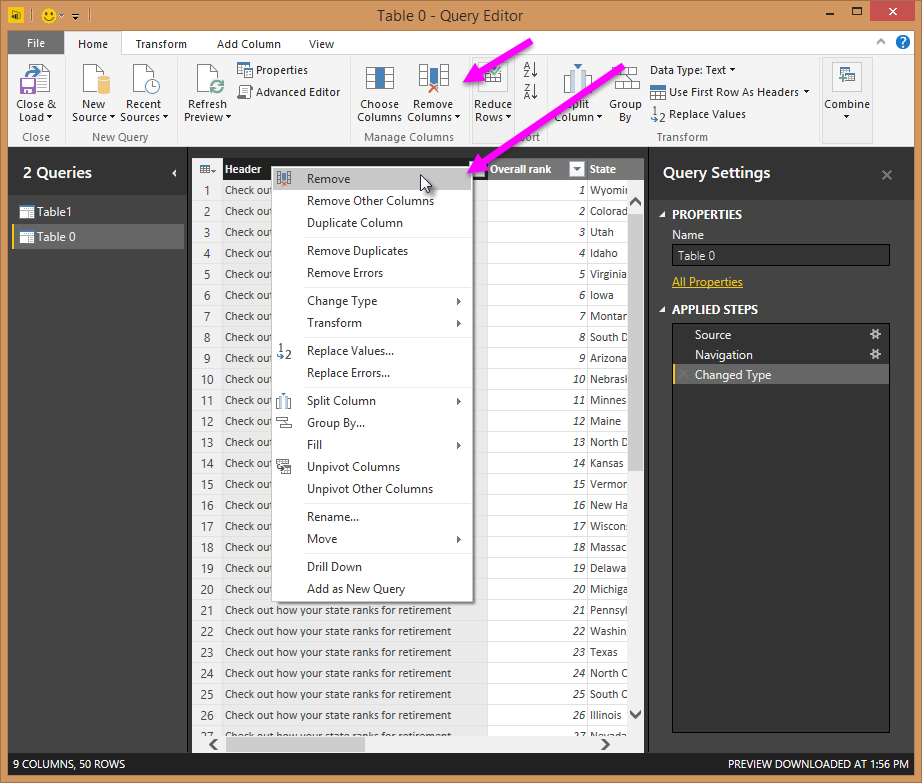 Table 0 - Query Editor
File Home Transform Add Column View
Close & Load
New Source
Recent Sources
Refresh Preview
Properties
Advanced Editor
Choose Columns
Remove Columns
Reduce Rows
Column
Group By
Data Type: Text
Use First Row As Headers
Replace Values
Combine
Close
New Query
Manage Columns
Transform
2 Queries
Table1
Table 0
Header Overall rank State
1 Check out 1 Wyomin
2 Check out 2 Colorad
3 Check out 3 Utah
4 Check out 4 Idaho
5 Check out 5 Virginia
6 Check out 6 Iowa
7 Check out 7 Montan
8 Check out 8 South D
9 Check out 9 Arizona
10 Check out 10 Nebrask
11 Check out 11 Minnes
12 Check out 12 Maine
13 Check out 13 North D
14 Check out 14 Kansas
15 Check out 15 Vermon
16 Check out 16 New Ha
17 Check out 17 Wiscons
18 Check out 18 Massac
19 Check out 19 Delawa
20 Check out 20 Michiga
21 Check out how your state ranks for retirement 21 Pennsyl
22 Check out how your state ranks for retirement 22 Washin
23 Check out how your state ranks for retirement 23 Texas
24 Check out how your state ranks for retirement 24 North C
25 Check out how your state ranks for retirement 25 South C
26 Check out how your state ranks for retirement 26 Illinois
27 Check out how your state ranks for retirement 27 Nevada
Remove
Remove Other Columns
Duplicate Column
Remove Duplicates
Remove Errors
Change Type
Transform
Replace Values...
Replace Errors...
Split Column
Group By...
Fill
Unpivot Columns
Unpivot Other Columns
Rename...
Move
Drill Down
Add as New Query
Query Settings
PROPERTIES
Name
Table 0
All Properties
APPLIED STEPS
Source
Navigation
Changed Type
9 COLUMNS, 50 ROWS
PREVIEW DOWNLOADED AT 1:56 PM